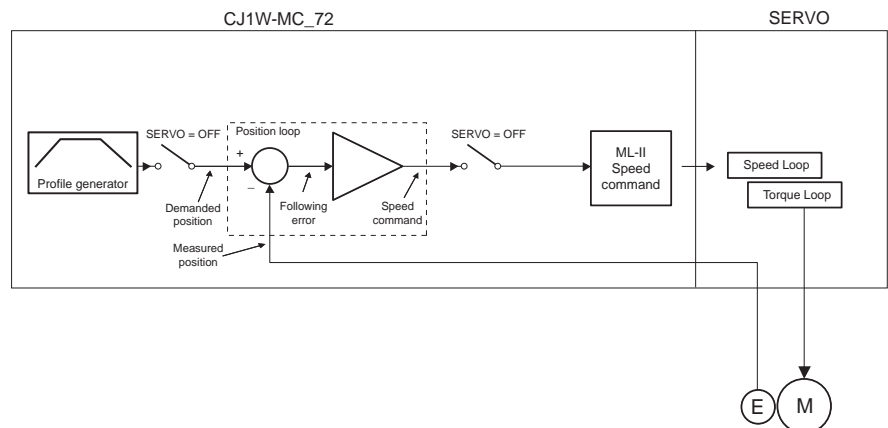 CJ1W-MC_72
SERVO
SERVO = OFF
Position loop
SERVO = OFF
+
_
Profile generator
ML-II
Speed
command
Speed Loop
Torque Loop
Demanded
position
Following
error
Speed
command
Measured
position
E
M